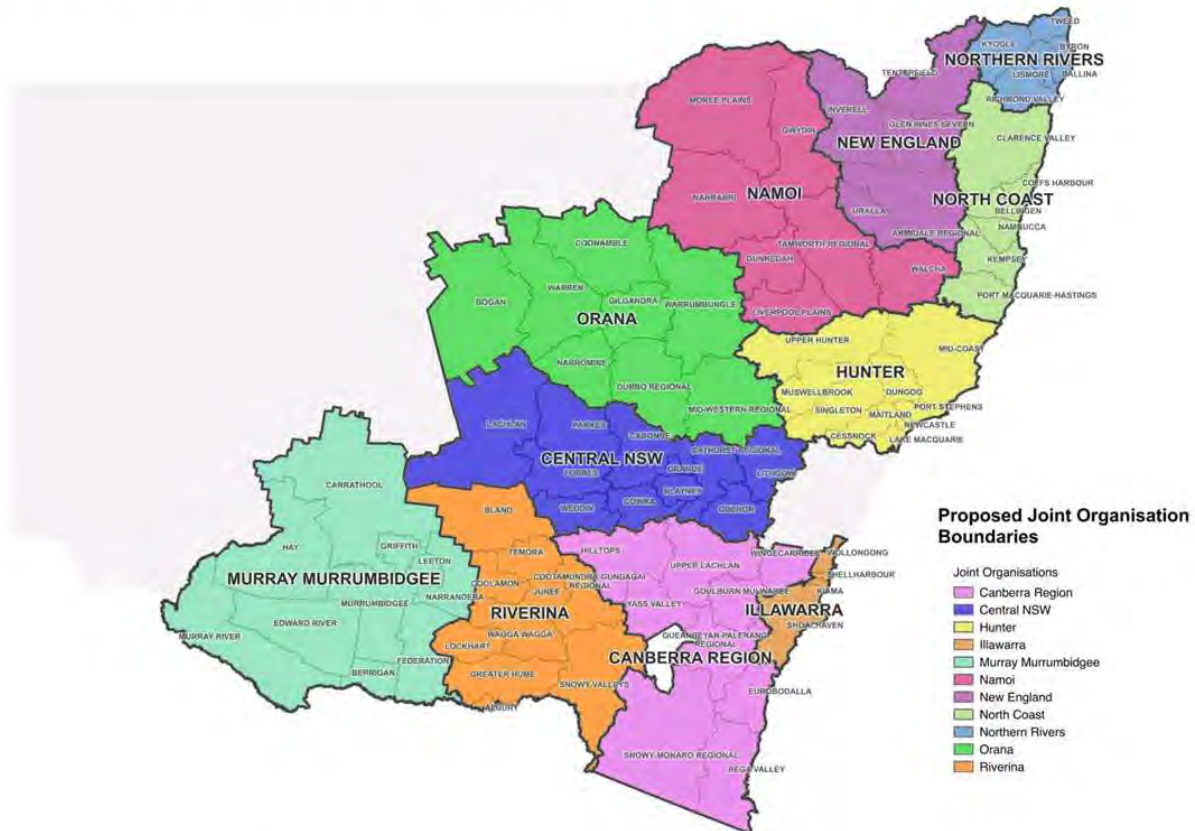 TWEED
KYOGLE
BYRON
NORTHERN RIVERS
LISMORE
BALLINA
RICHMOND VALLEY
TENTERFIELD
INVERELL
GLEN INNES SEVERN
NEW ENGLAND
URALLA
ARMIDALE REGIONAL
CLARENCE VALLEY
COFFS HARBOUR
NORTH COAST
BELLINGEN
NAMBUCCA
KEMPSEY
PORT MACQUARIE-HASTINGS
MOREE PLAINS
GWYDIR
NARRABRI
NAMOI
TAMWORTH REGIONAL
GUNNEDAH
WALCHA
LIVERPOOL PLAINS
COONAMBLE
WARREN
BOGAN
GILGANDRA
WARRUMBUNGLE
ORANA
NARROMINE
DUBBO REGIONAL
MID-WESTERN REGIONAL
UPPER HUNTER
MID-COAST
HUNTER
MUSWELLBROOK
DUNGOG
SINGLETON
MAITLAND
PORT STEPHENS
NEWCASTLE
CESSNOCK
LAKE MACQUARIE
LACHLAN
PARKES
CABONNE
BATHURST REGIONAL
CENTRAL NSW
FORBES
ORANGE
LITHGOW
BLAYNEY
WEDDIN
COWRA
OBERON
CARRATHOOL
HAY
GRIFFITH
LEETON
MURRAY MURRUMBIDGEE
NARRANDERA
MURRUMBIDGEE
EDWARD RIVER
MURRAY RIVER
BERRIGAN
FEDERATION
BLAND
TEMORA
COOLAMON
COOTAMUNDRA-GUNGAGAI
REGIONAL
JUNEE
RIVERINA
WAGGA WAGGA
LOCKHART
GREATER HUME
SNOWY VALLEYS
ALBURY
HILLTOPS
UPPER LACHLAN
WINGECARRIBEE
WOLLONGONG
SHELLHARBOUR
KIAMA
GOULBURN MULWAREE
YASS VALLEY
ILLAWARRA
SHOALHAVEN
QUEANBEYAN-PALERANG
REGIONAL
CANBERRA REGION
EUROBODALLA
SNOWY MONARO REGIONAL
BEGA VALLEY
Proposed Joint Organisation
Boundaries
Joint Organisations
Canberra Region
Central NSW
Hunter
Illawarra
Murray Murrumbidgee
Namoi
New England
North Coast
Northern Rivers
Orana
Riverina